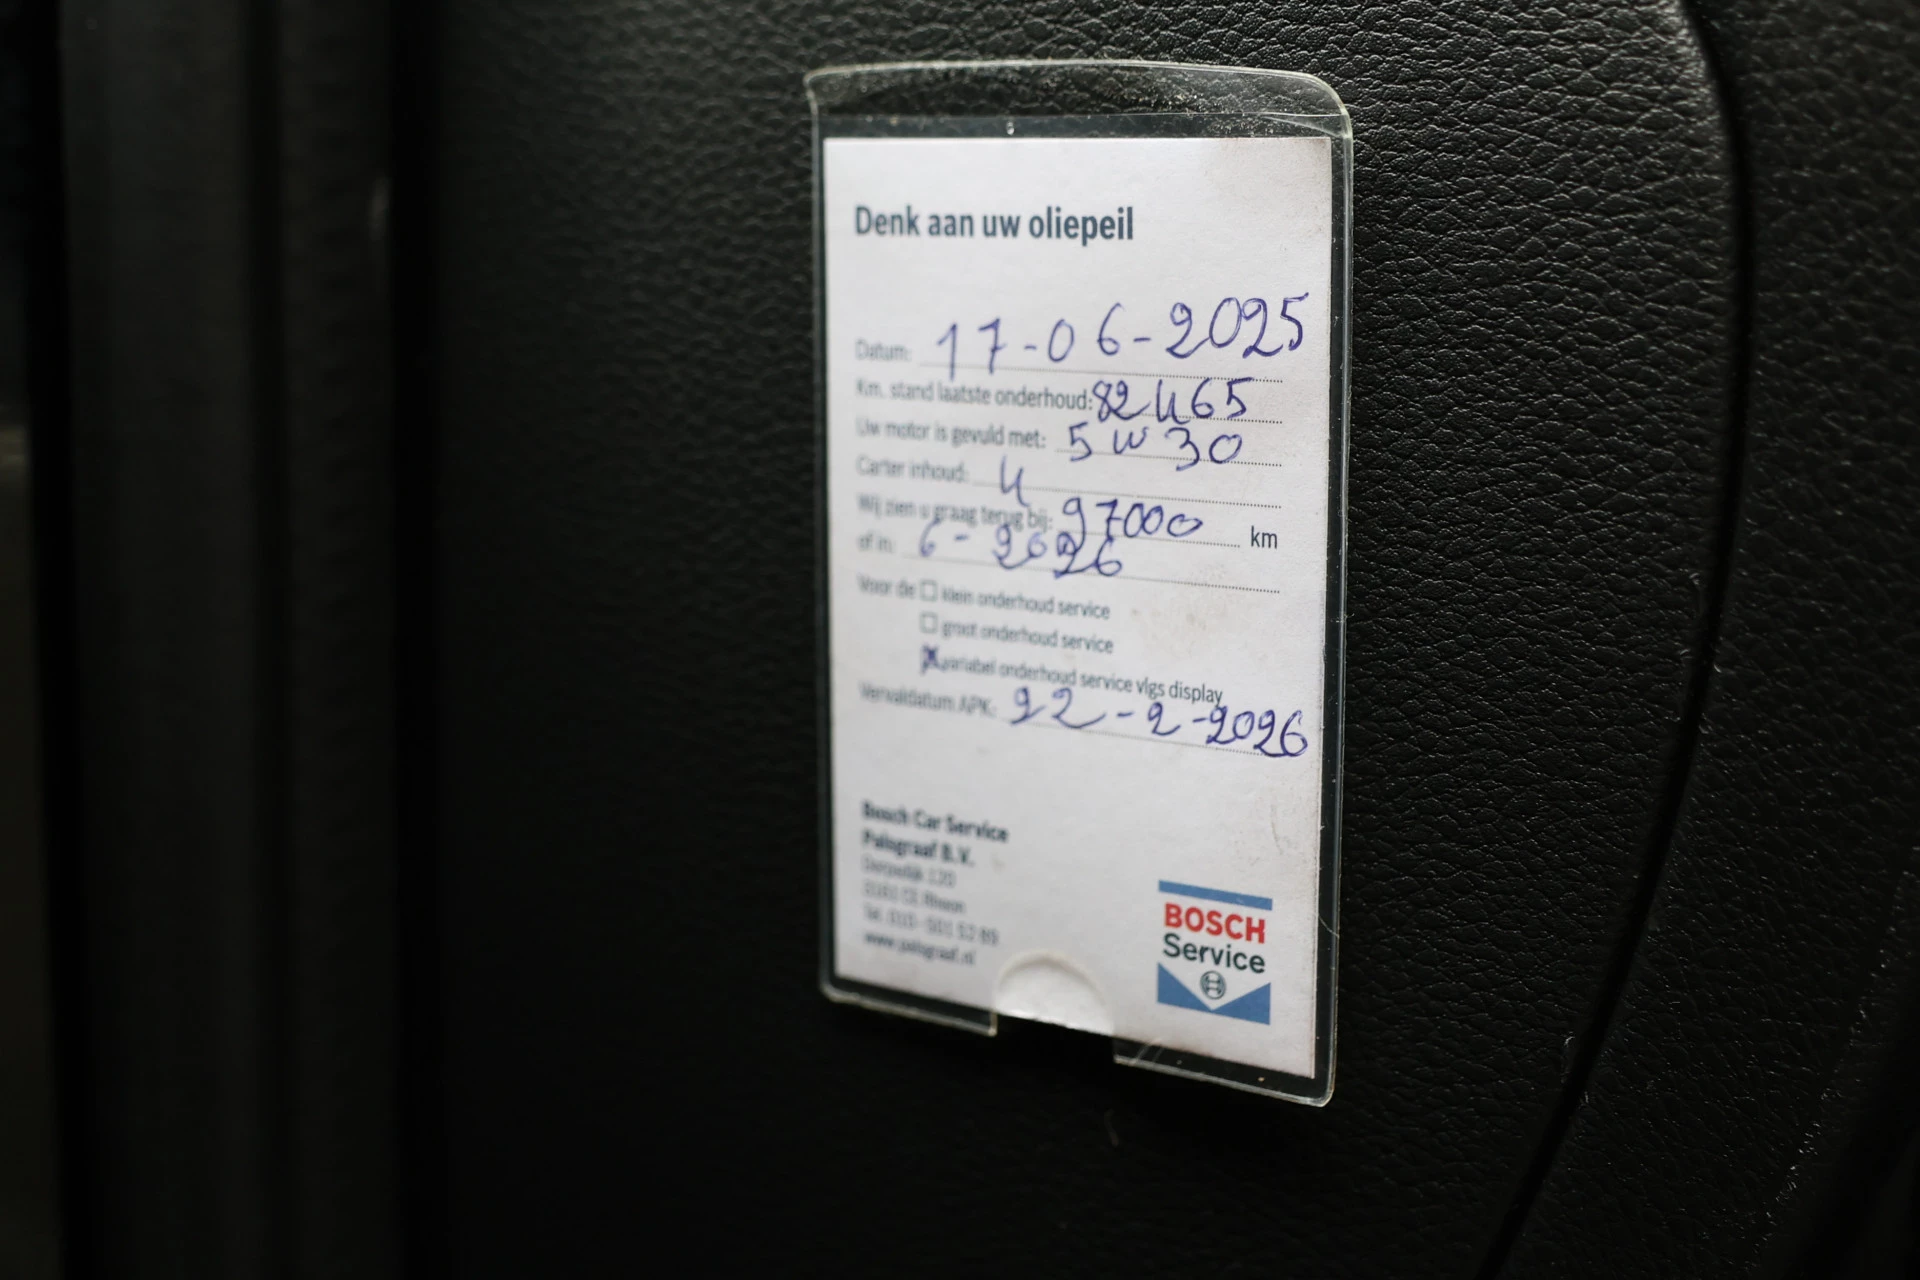 Denk aan uw oliepeil
Datum: 17-06-2025
Km. stand laatste onderhoud: 82465
Uw motor is gevuld met: 5w30
Carter inhoud: 4
Wij zien u graag terug bij: 97000 km
of in: 6-2026
Voor de klein onderhoud service
groot onderhoud service
x variabel onderhoud service vlgs display
Vervaldatum APK: 22-2-2026
Bosch Car Service
Palsgraaf B.V.
www.palsgraaf.nl
BOSCH
Service